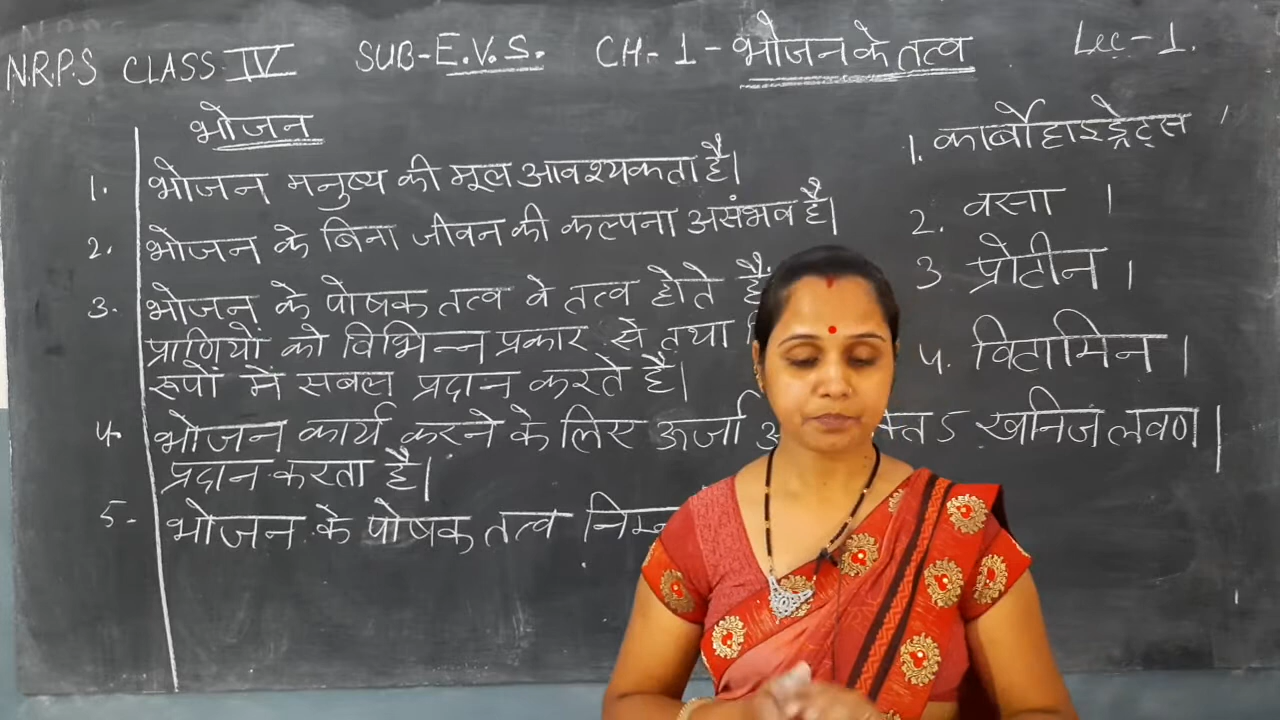 N.R.P.S CLASS IV SUB-E.V.S. CH-1-भोजन के तत्व Lec-1.
भोजन
1. भोजन मनुष्य की मूल आवश्यकता है।
2. भोजन के बिना जीवन की कल्पना असंभव है।
3. भोजन के पोषक तत्व वे तत्व होते हैं
प्राणियों को विभिन्न प्रकार से तथा
रूपों में सबल प्रदान करते है।
4. भोजन कार्य करने के लिए ऊर्जा
प्रदान करता है।
5- भोजन के पोषक तत्व
1. कार्बोहाइड्रेट्स
2. वसा ।
3 प्रोटीन ।
4. विटामिन ।
5 खनिज लवण।